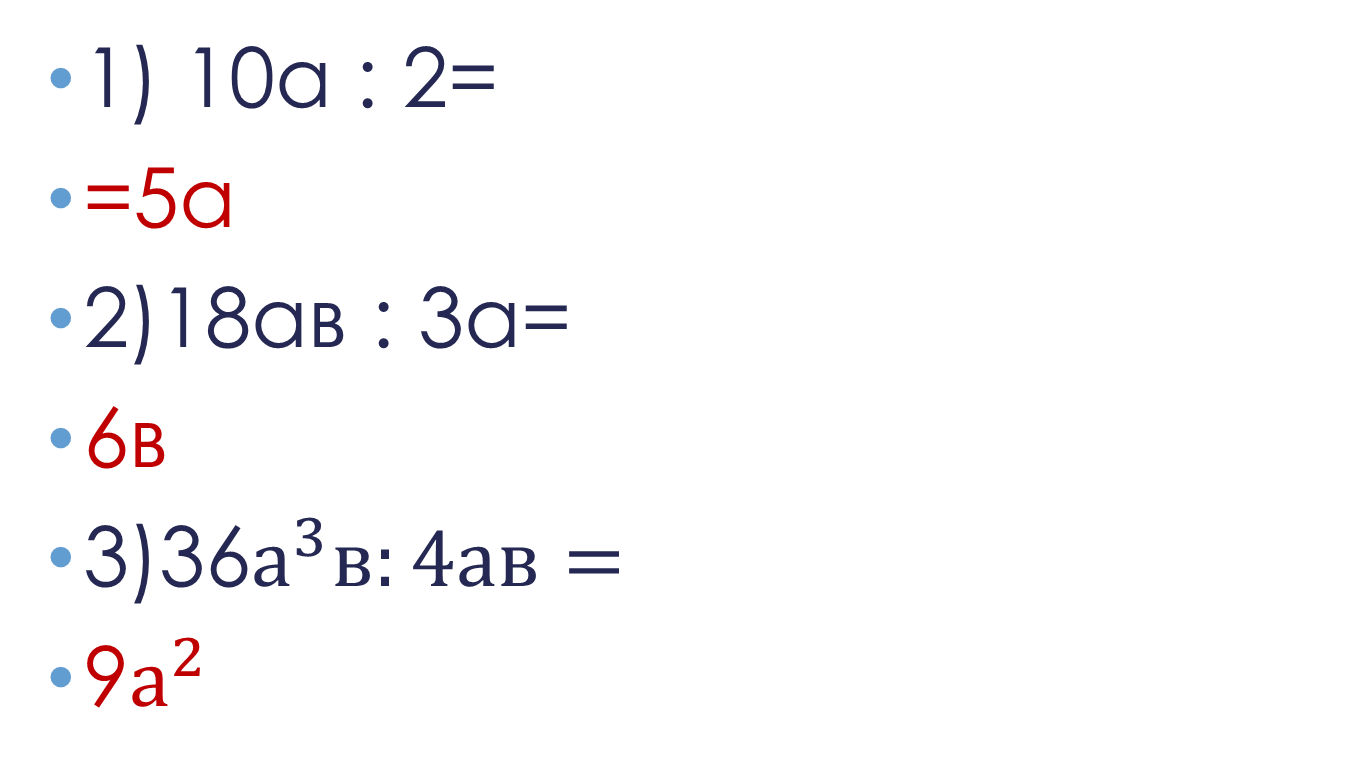 • 1) 10а : 2=
• =5а
• 2)18ав : 3а=
• 6в
• 3)36а³в: 4ав =
• 9а²